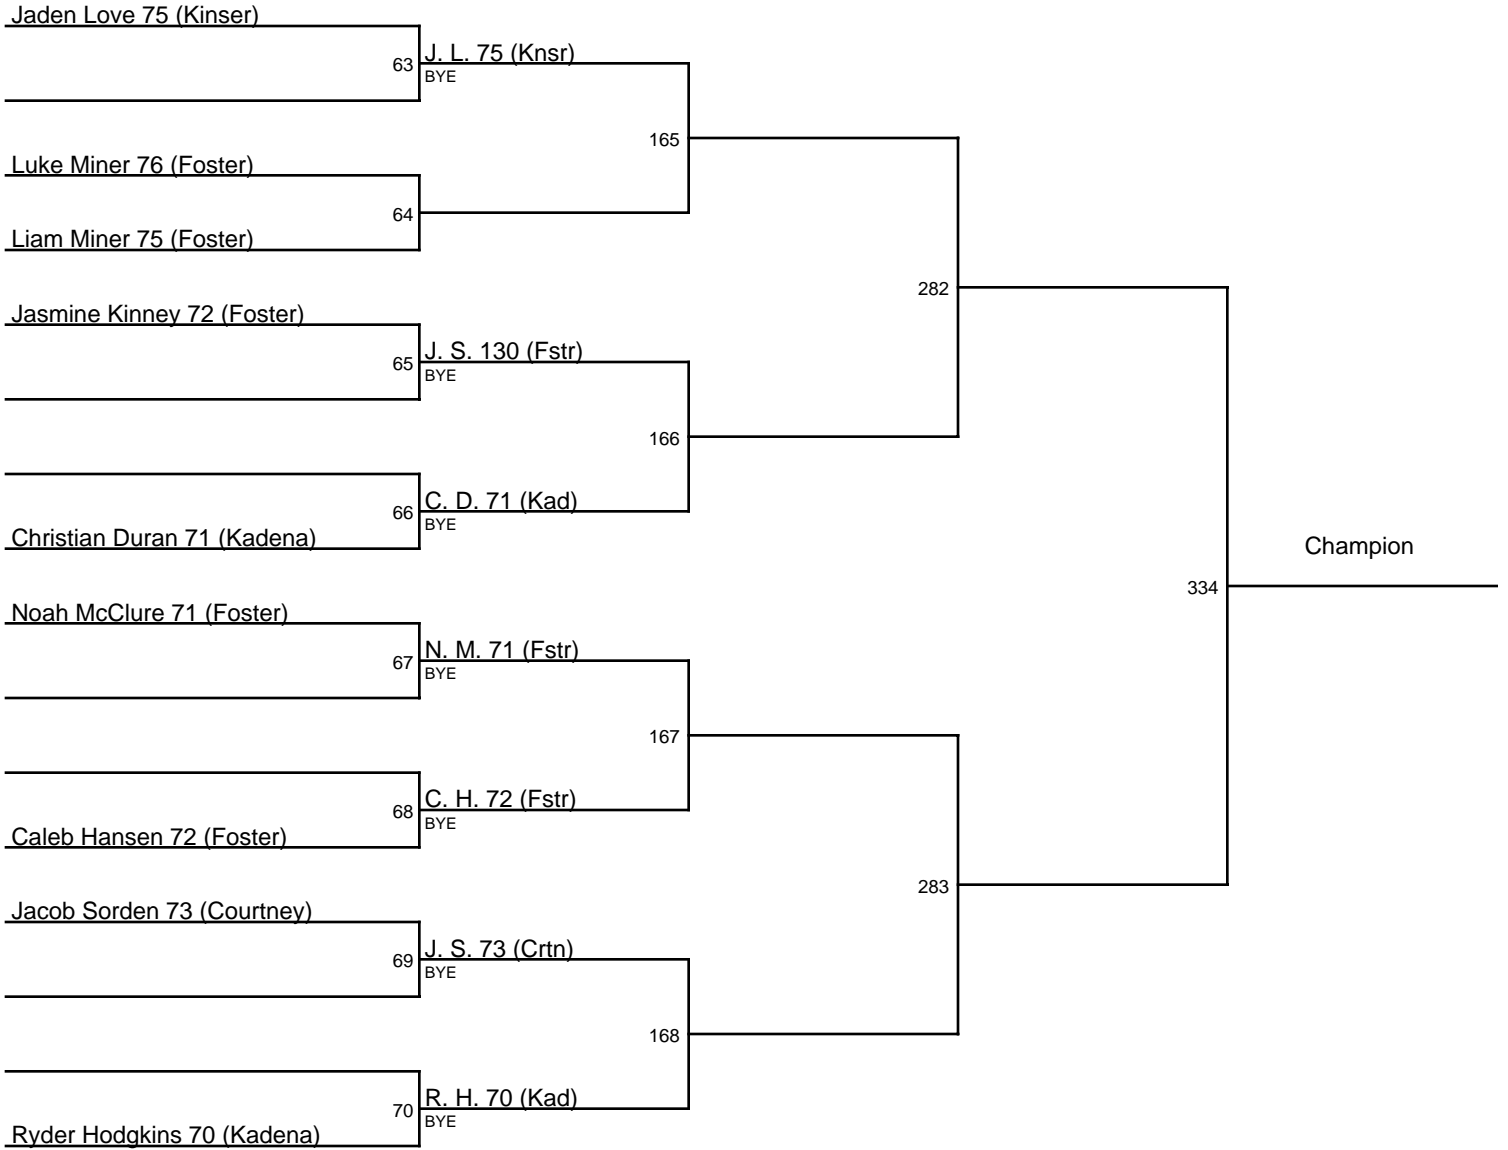 Jaden Love 75 (Kinser)
63
J. L. 75 (Knsr)
BYE
165
Luke Miner 76 (Foster)
64
Liam Miner 75 (Foster)
282
Jasmine Kinney 72 (Foster)
65
J. S. 130 (Fstr)
BYE
166
66
C. D. 71 (Kad)
BYE
Christian Duran 71 (Kadena)
Champion
334
Noah McClure 71 (Foster)
67
N. M. 71 (Fstr)
BYE
167
68
C. H. 72 (Fstr)
BYE
Caleb Hansen 72 (Foster)
283
Jacob Sorden 73 (Courtney)
69
J. S. 73 (Crtn)
BYE
168
70
R. H. 70 (Kad)
BYE
Ryder Hodgkins 70 (Kadena)